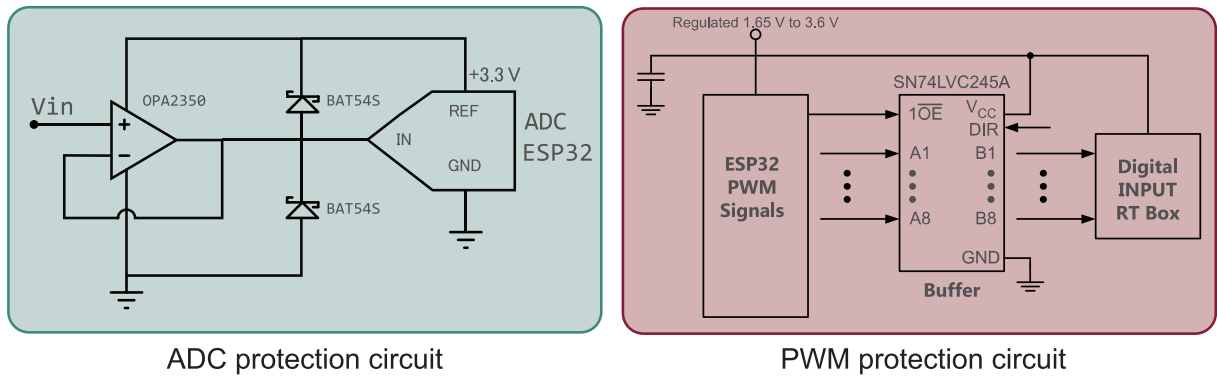 Vin
OPA2350
+
−
BAT54S
BAT54S
+3.3 V
REF
IN
GND
ADC
ESP32
ADC protection circuit
Regulated 1.65 V to 3.6 V
SN74LVC245A
ESP32
PWM
Signals
1OE
VCC
DIR
A1
B1
A8
B8
GND
Buffer
Digital
INPUT
RT Box
PWM protection circuit